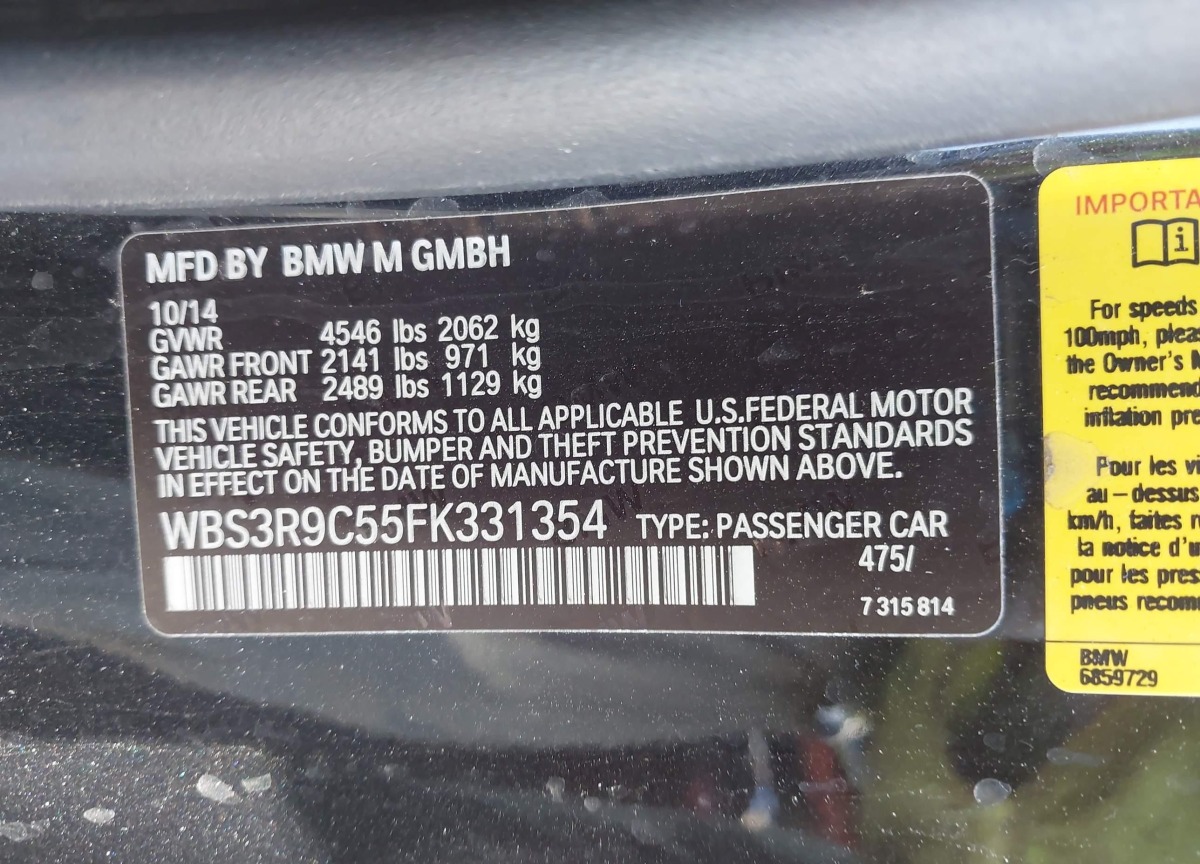 MFD BY BMW M GMBH
10/14
GVWR 4546 lbs 2062 kg
GAWR FRONT 2141 lbs 971 kg
GAWR REAR 2489 lbs 1129 kg
THIS VEHICLE CONFORMS TO ALL APPLICABLE U.S.FEDERAL MOTOR
VEHICLE SAFETY, BUMPER AND THEFT PREVENTION STANDARDS
IN EFFECT ON THE DATE OF MANUFACTURE SHOWN ABOVE.
WBS3R9C55FK331354 TYPE: PASSENGER CAR
475/
7 315 814
IMPORTA
For speeds
100mph, pleas
the Owner's
recommend
inflation pro
Pour les vi
au-dessus
km/h, faites
la notice d'u
pour les pres
pneus recom
BMW
6859729